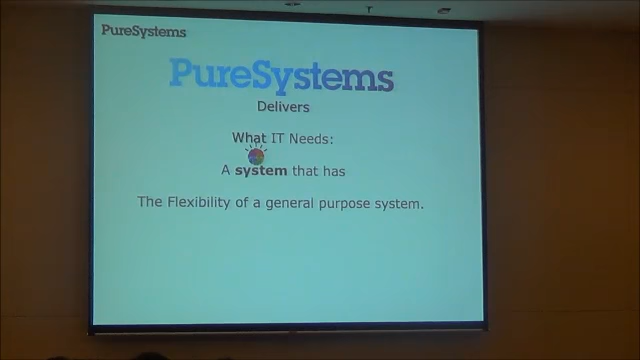 PureSystems
PureSystems
Delivers
What IT Needs:
A system that has
The Flexibility of a general purpose system.